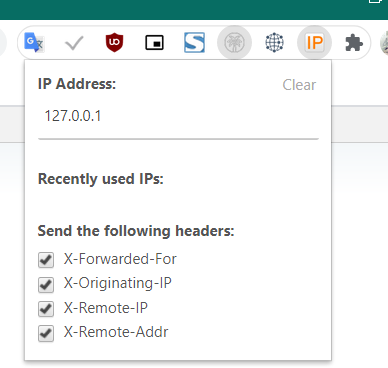 G
UD
S
IP
IP Address:
Clear
127.0.0.1
Recently used IPs:
Send the following headers:
X-Forwarded-For
X-Originating-IP
X-Remote-IP
X-Remote-Addr